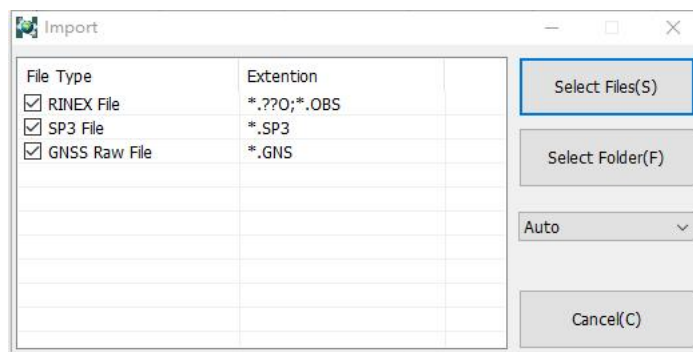 Import
File Type Extention
RINEX File *.??O;*.OBS
SP3 File *.SP3
GNSS Raw File *.GNS
Select Files(S)
Select Folder(F)
Auto
Cancel(C)